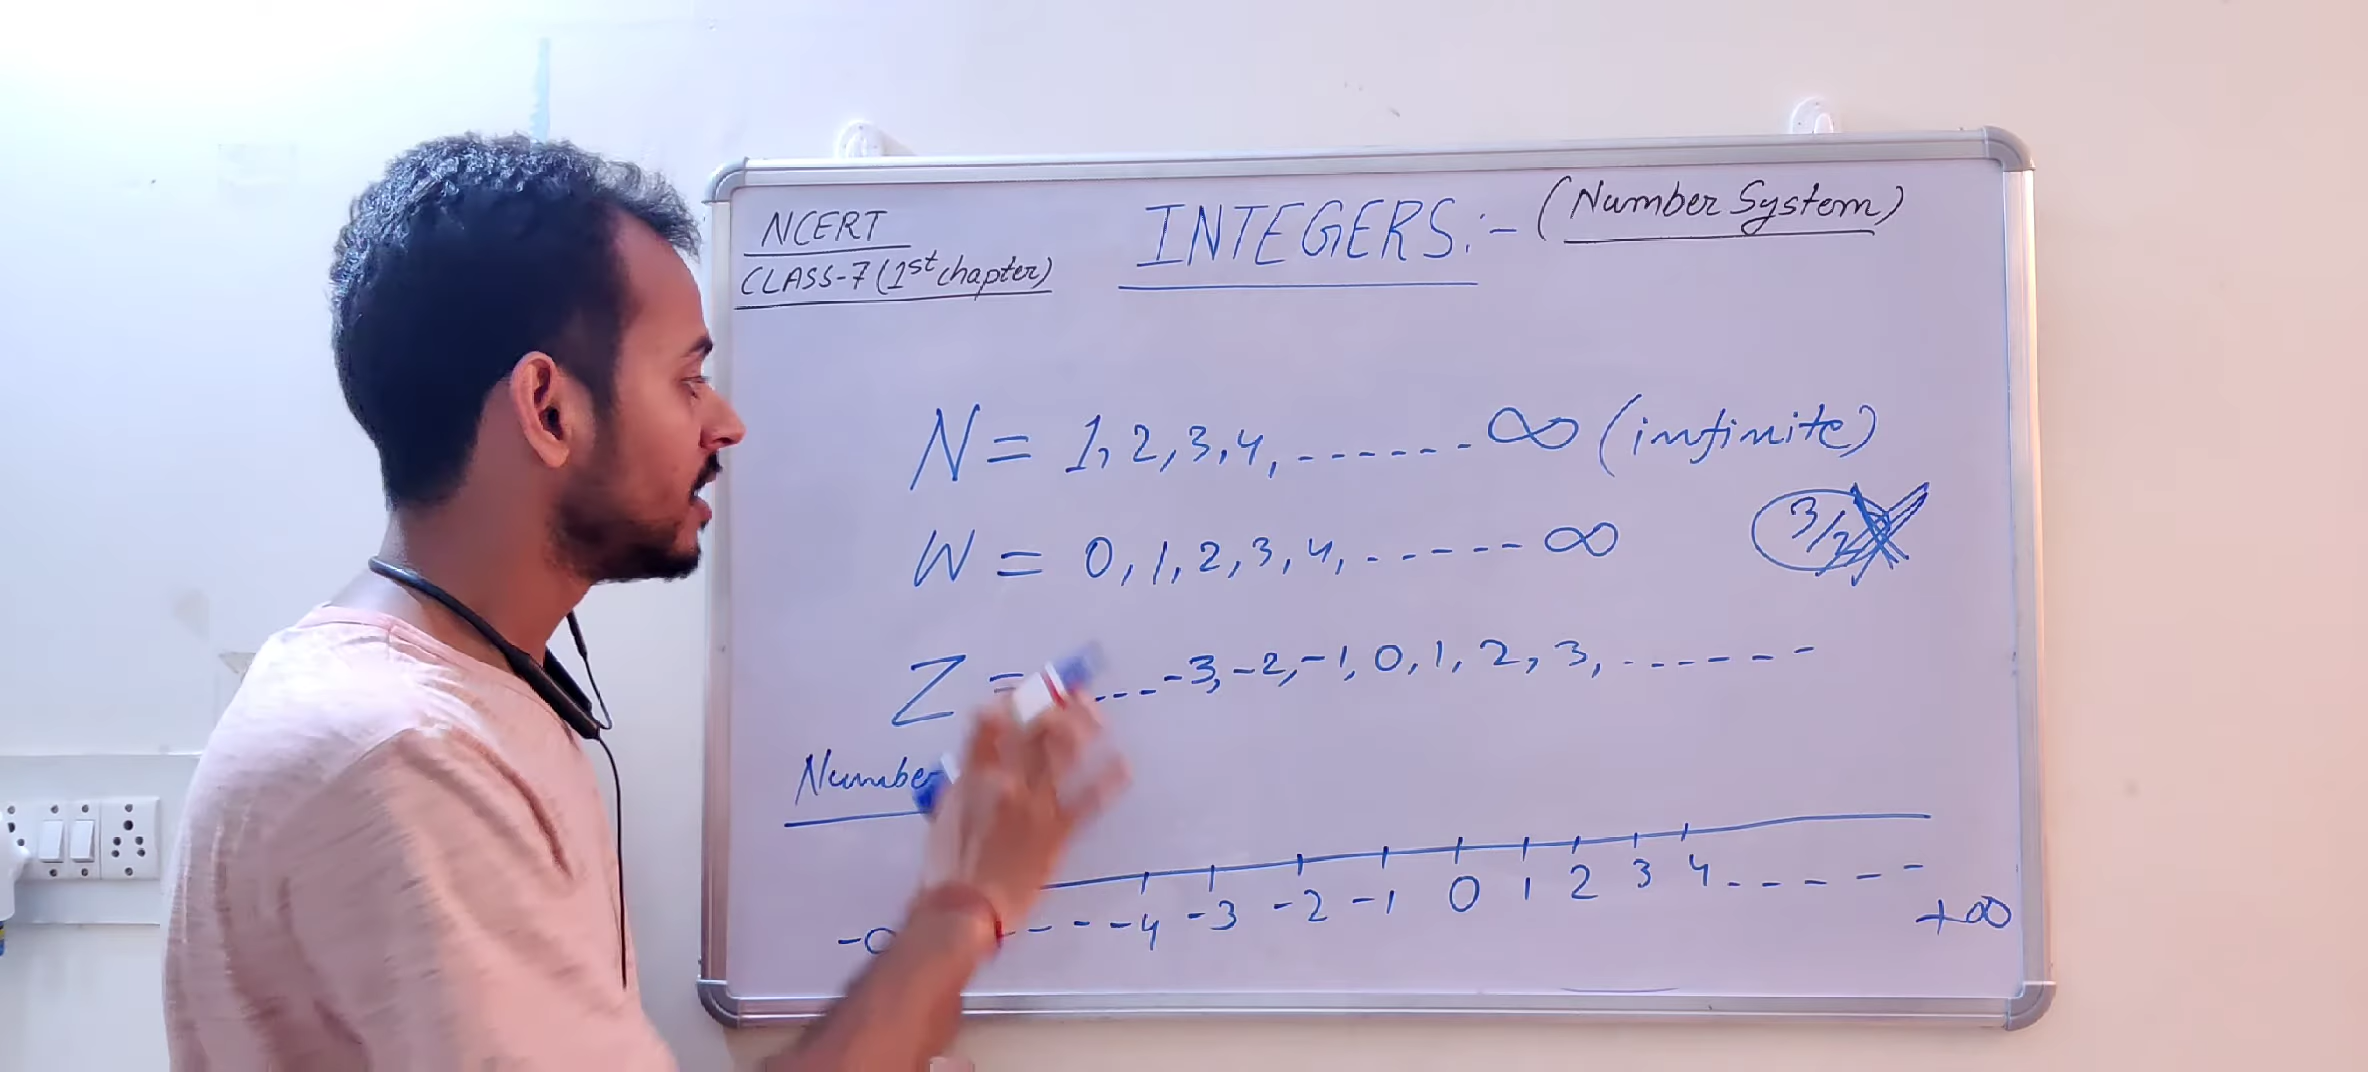 NCERT
CLASS-7 (1st chapter)
INTEGERS:- (Number System)
N = 1, 2, 3, 4, ------ ∞ (infinite)
W = 0, 1, 2, 3, 4, ----- ∞
3/2
Z = ---- -3, -2, -1, 0, 1, 2, 3, ------
Number
--- -4 -3 -2 -1 0 1 2 3 4 ----- +∞